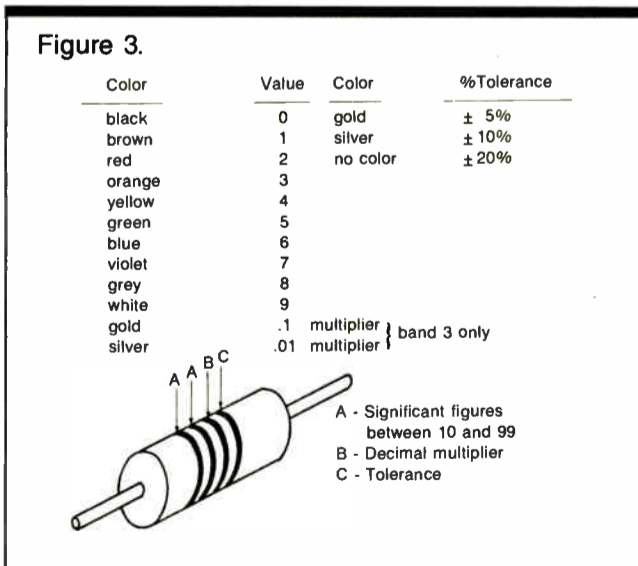 Figure 3.
Color Value Color %Tolerance
black 0 gold ± 5%
brown 1 silver ± 10%
red 2 no color ± 20%
orange 3
yellow 4
green 5
blue 6
violet 7
grey 8
white 9
gold .1 multiplier } band 3 only
silver .01 multiplier
A A B C
A - Significant figures
between 10 and 99
B - Decimal multiplier
C - Tolerance